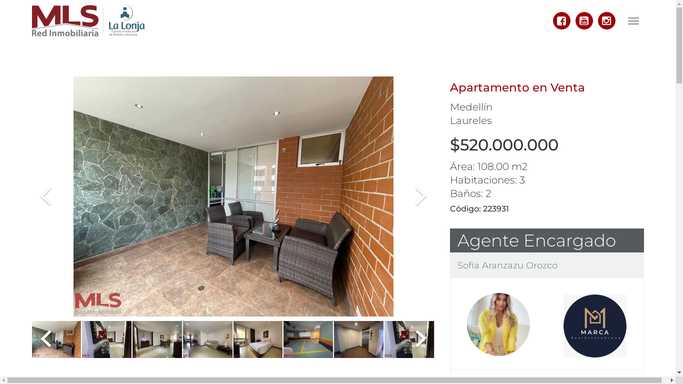 MLS
Red Inmobiliaria
La Lonja
Apartamento en Venta
Medellín
Laureles
$520.000.000
Área: 108.00 m2
Habitaciones: 3
Baños: 2
Código: 223931
Agente Encargado
Sofia Aranzazu Orozco
MLS
MARCA